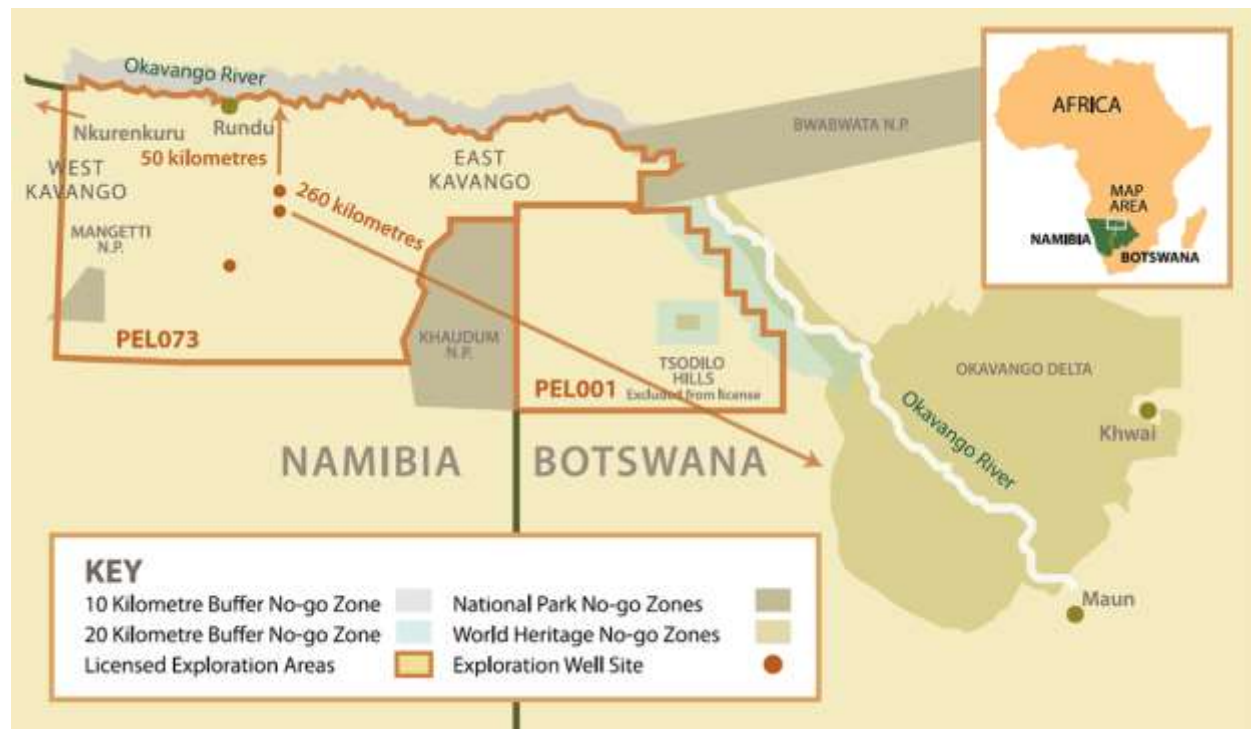 Okavango River
Nkurenkuru
Rundu
50 kilometres
WEST
KAVANGO
EAST
KAVANGO
260 kilometres
MANGETTI
N.P.
PEL073
KHAUDUM
N.P.
PEL001
TSODILO
HILLS
Excluded from license
BWABWATA N.P.
AFRICA
MAP
AREA
NAMIBIA
BOTSWANA
OKAVANGO DELTA
Khwai
Okavango River
Maun
NAMIBIA
BOTSWANA
KEY
10 Kilometre Buffer No-go Zone
20 Kilometre Buffer No-go Zone
Licensed Exploration Areas
National Park No-go Zones
World Heritage No-go Zones
Exploration Well Site